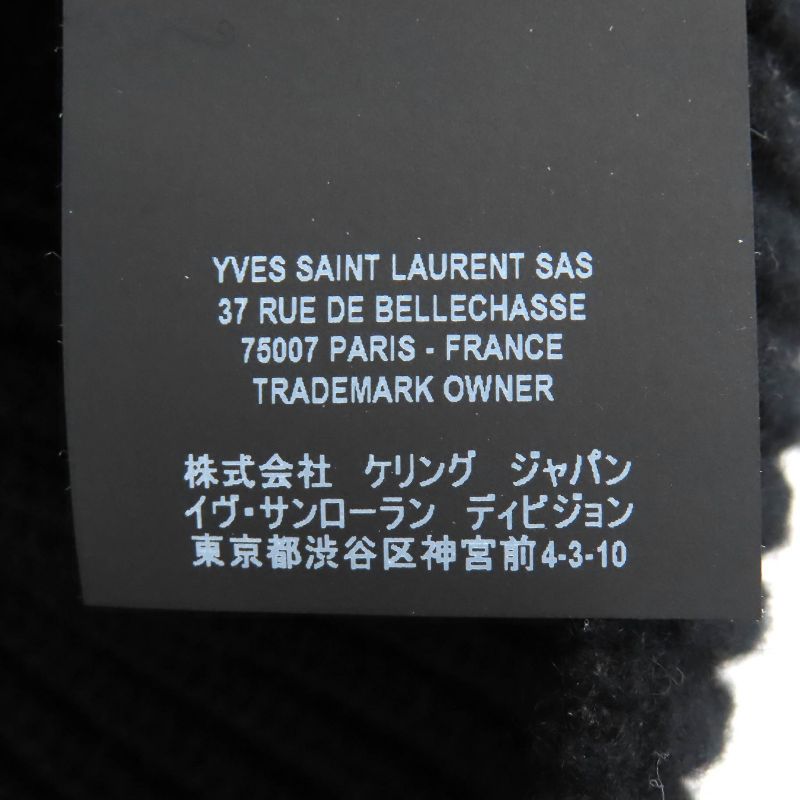 YVES SAINT LAURENT SAS
37 RUE DE BELLECHASSE
75007 PARIS - FRANCE
TRADEMARK OWNER
株式会社 ケリング ジャパン
イヴ・サンローラン ディビジョン
東京都渋谷区神宮前4-3-10